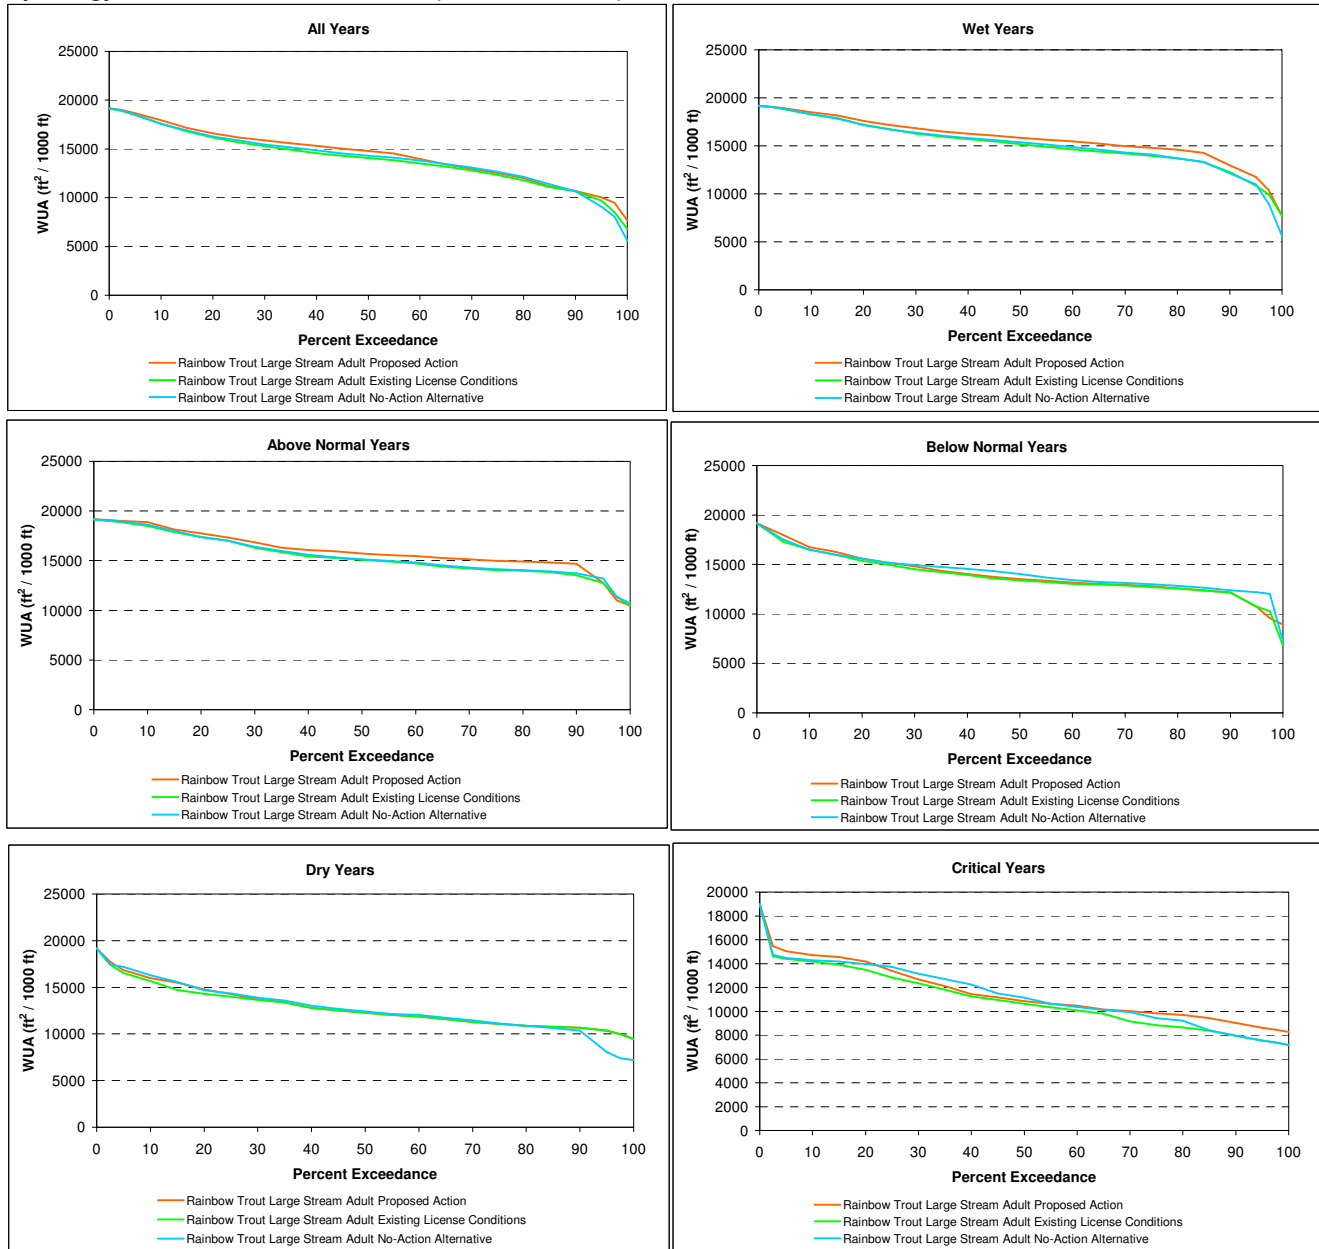 All Years
25000
20000
15000
10000
5000
0
WUA (ft² / 1000 ft)
0 10 20 30 40 50 60 70 80 90 100
Percent Exceedance
Rainbow Trout Large Stream Adult Proposed Action
Rainbow Trout Large Stream Adult Existing License Conditions
Rainbow Trout Large Stream Adult No-Action Alternative
Wet Years
25000
20000
15000
10000
5000
0
WUA (ft² / 1000 ft)
0 10 20 30 40 50 60 70 80 90 100
Percent Exceedance
Rainbow Trout Large Stream Adult Proposed Action
Rainbow Trout Large Stream Adult Existing License Conditions
Rainbow Trout Large Stream Adult No-Action Alternative
Above Normal Years
25000
20000
15000
10000
5000
0
WUA (ft² / 1000 ft)
0 10 20 30 40 50 60 70 80 90 100
Percent Exceedance
Rainbow Trout Large Stream Adult Proposed Action
Rainbow Trout Large Stream Adult Existing License Conditions
Rainbow Trout Large Stream Adult No-Action Alternative
Below Normal Years
25000
20000
15000
10000
5000
0
WUA (ft² / 1000 ft)
0 10 20 30 40 50 60 70 80 90 100
Percent Exceedance
Rainbow Trout Large Stream Adult Proposed Action
Rainbow Trout Large Stream Adult Existing License Conditions
Rainbow Trout Large Stream Adult No-Action Alternative
Dry Years
25000
20000
15000
10000
5000
0
WUA (ft² / 1000 ft)
0 10 20 30 40 50 60 70 80 90 100
Percent Exceedance
Rainbow Trout Large Stream Adult Proposed Action
Rainbow Trout Large Stream Adult Existing License Conditions
Rainbow Trout Large Stream Adult No-Action Alternative
Critical Years
20000
18000
16000
14000
12000
10000
8000
6000
4000
2000
0
WUA (ft² / 1000 ft)
0 10 20 30 40 50 60 70 80 90 100
Percent Exceedance
Rainbow Trout Large Stream Adult Proposed Action
Rainbow Trout Large Stream Adult Existing License Conditions
Rainbow Trout Large Stream Adult No-Action Alternative